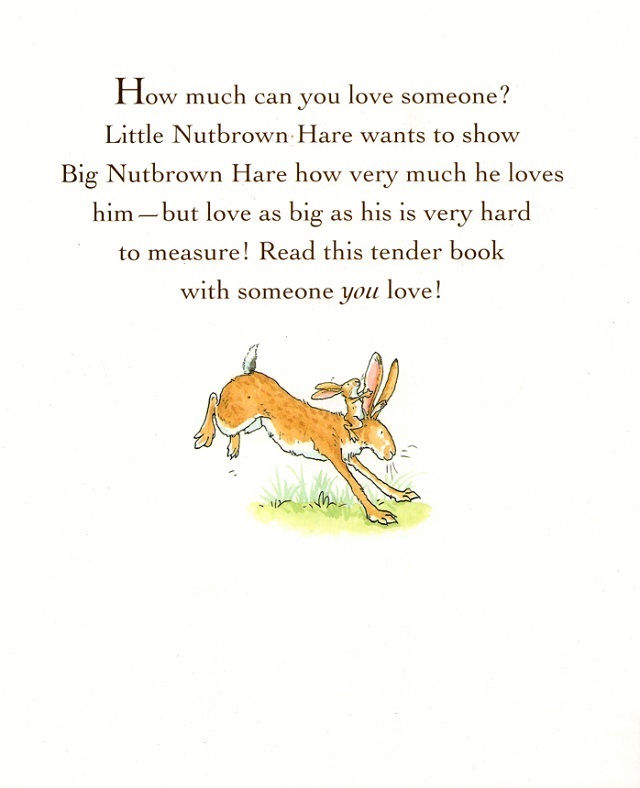 How much can you love someone?
Little Nutbrown Hare wants to show
Big Nutbrown Hare how very much he loves
him—but love as big as his is very hard
to measure! Read this tender book
with someone you love!